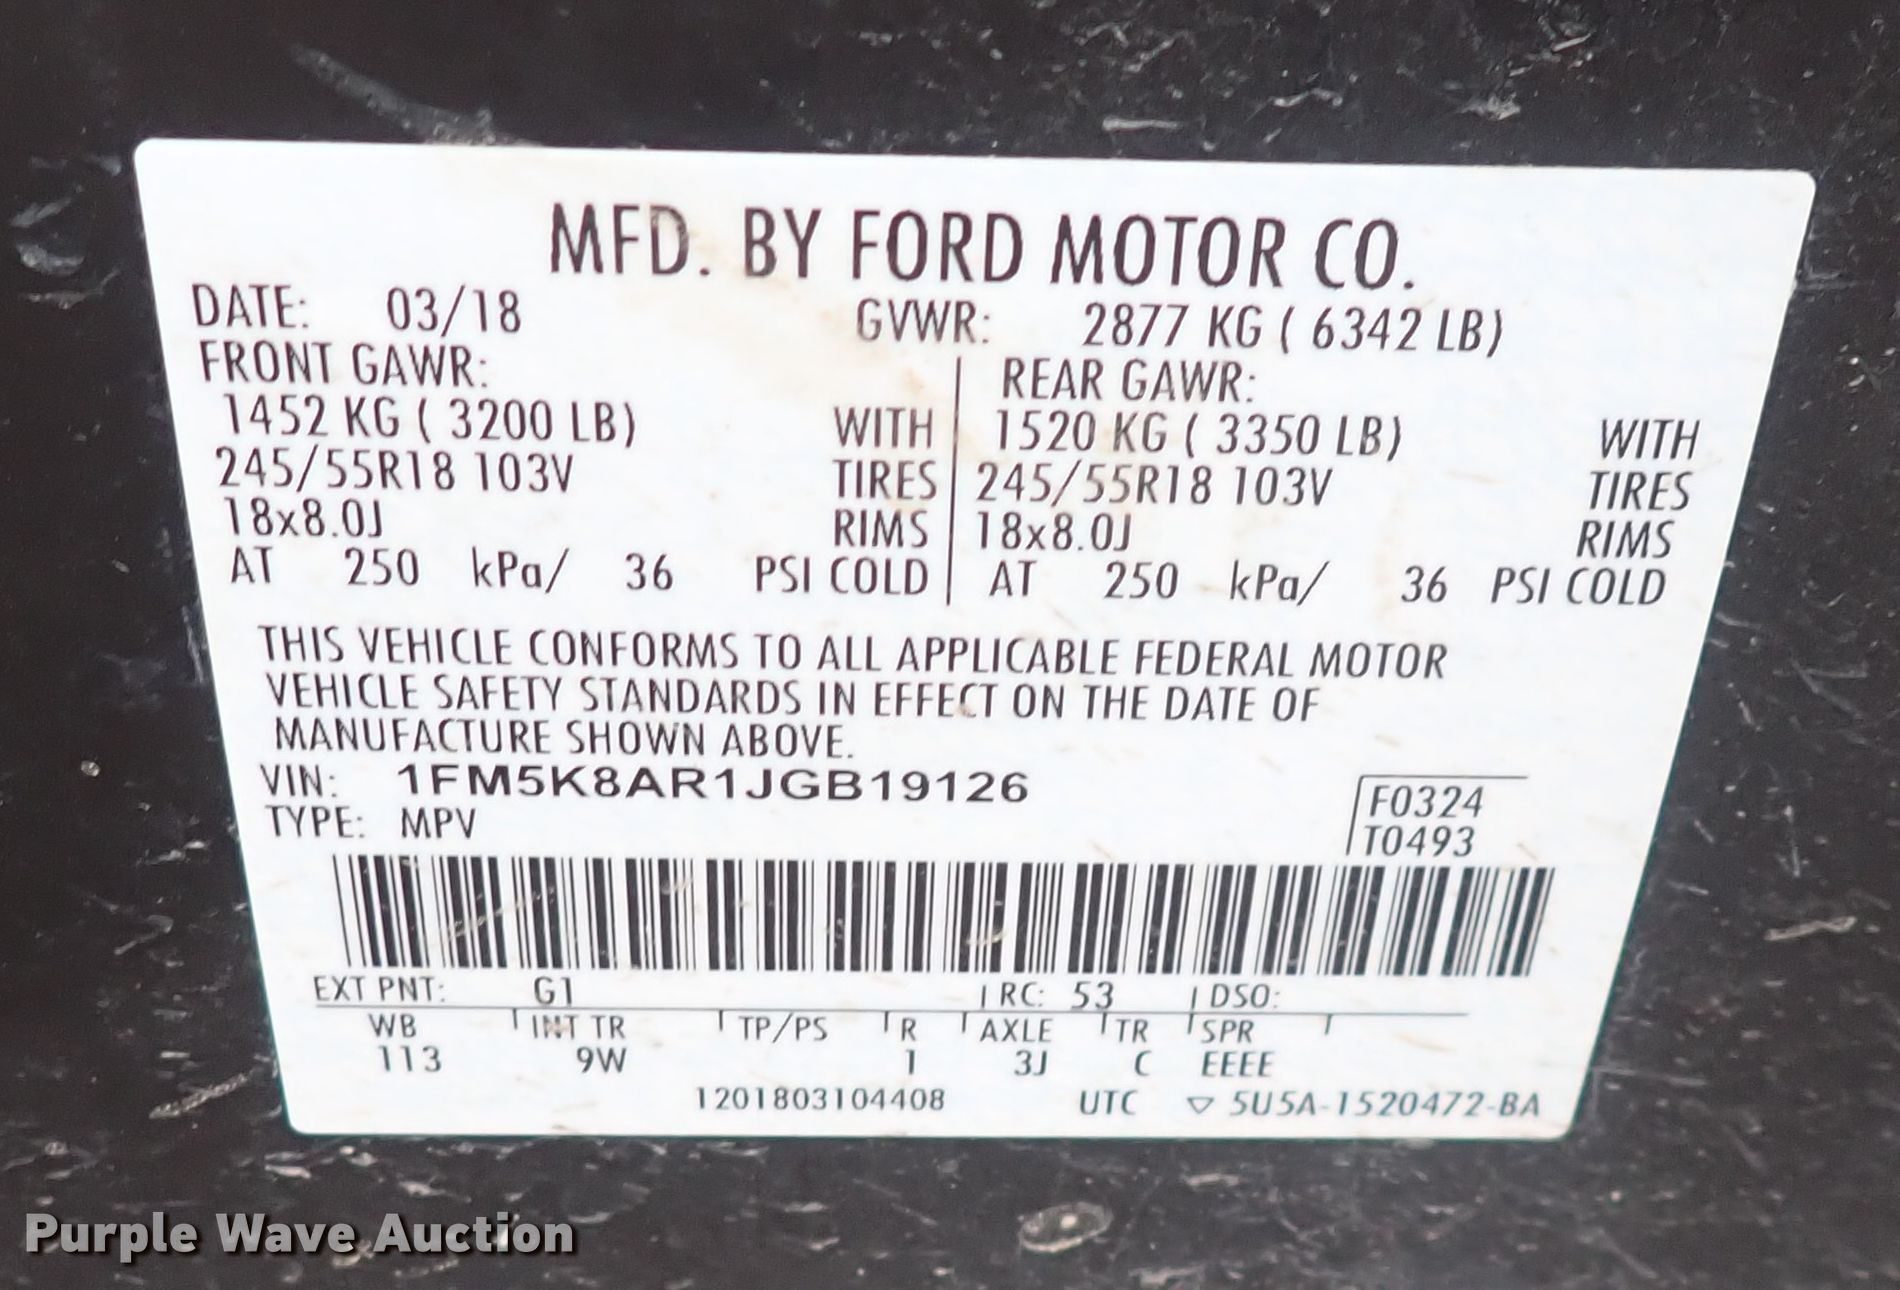 MFD. BY FORD MOTOR CO.
DATE: 03/18 GVWR: 2877 KG ( 6342 LB)
FRONT GAWR: REAR GAWR:
1452 KG ( 3200 LB) WITH 1520 KG ( 3350 LB) WITH
245/55R18 103V TIRES 245/55R18 103V TIRES
18x8.0J RIMS 18x8.0J RIMS
AT 250 kPa/ 36 PSI COLD AT 250 kPa/ 36 PSI COLD
THIS VEHICLE CONFORMS TO ALL APPLICABLE FEDERAL MOTOR
VEHICLE SAFETY STANDARDS IN EFFECT ON THE DATE OF
MANUFACTURE SHOWN ABOVE.
VIN: 1FM5K8AR1JGB19126
TYPE: MPV
F0324
T0493
EXT PNT: G1 RC: 53 DSO:
WB INT TR TP/PS R AXLE TR SPR
113 9W 1 3J C EEEE
1201803104408 UTC ▽ 5U5A-1520472-BA
Purple Wave Auction